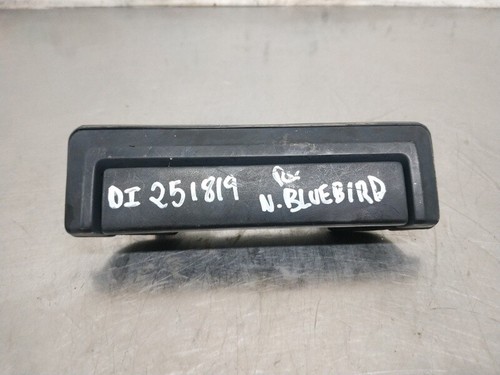 DI 251819
N. BLUEBIRD